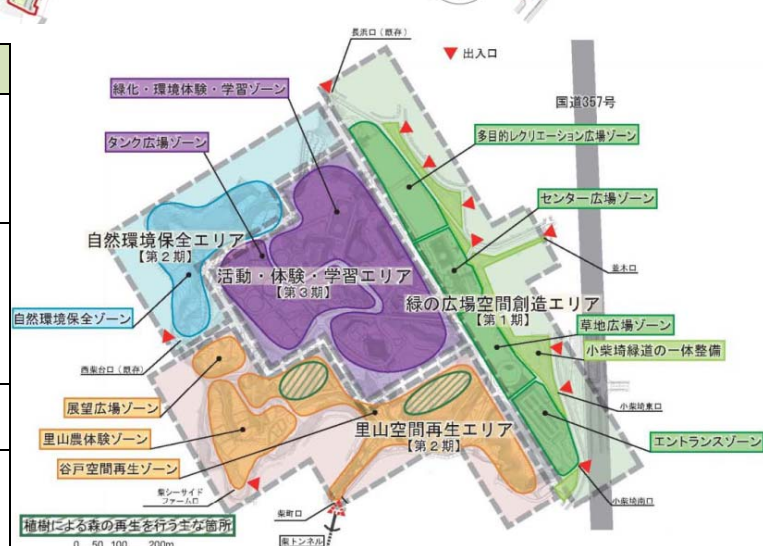 長浜口（既存）
出入口
国道357号
緑化・環境体験・学習ゾーン
多目的レクリエーション広場ゾーン
タンク広場ゾーン
センター広場ゾーン
自然環境保全エリア
【第２期】
活動・体験・学習エリア
【第３期】
並木口
緑の広場空間創造エリア
【第１期】
自然環境保全ゾーン
草地広場ゾーン
小柴埼緑道の一体整備
西柴台口（既存）
展望広場ゾーン
小柴埼東口
里山農体験ゾーン
里山空間再生エリア
【第２期】
エントランスゾーン
谷戸空間再生ゾーン
柴シーサイド
ファーム口
小柴埼南口
柴町口
植樹による森の再生を行う主な箇所
柴トンネル
0 50 100 200m